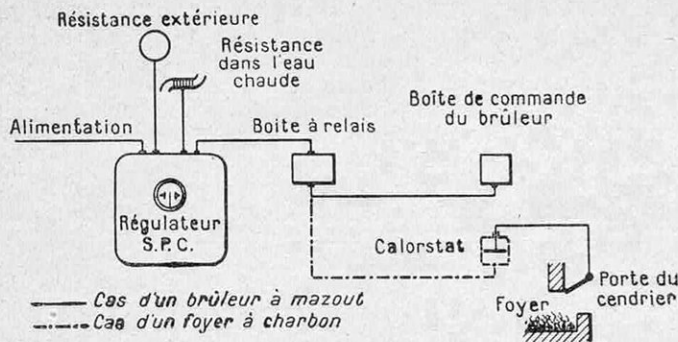 Résistance extérieure
Résistance
dans l'eau
chaude
Boîte de commande
du brûleur
Alimentation
Boite à relais
Régulateur
S.P.C.
Calorstat
Porte du
cendrier
Foyer
Cas d'un brûleur à mazout
Cas d'un foyer à charbon